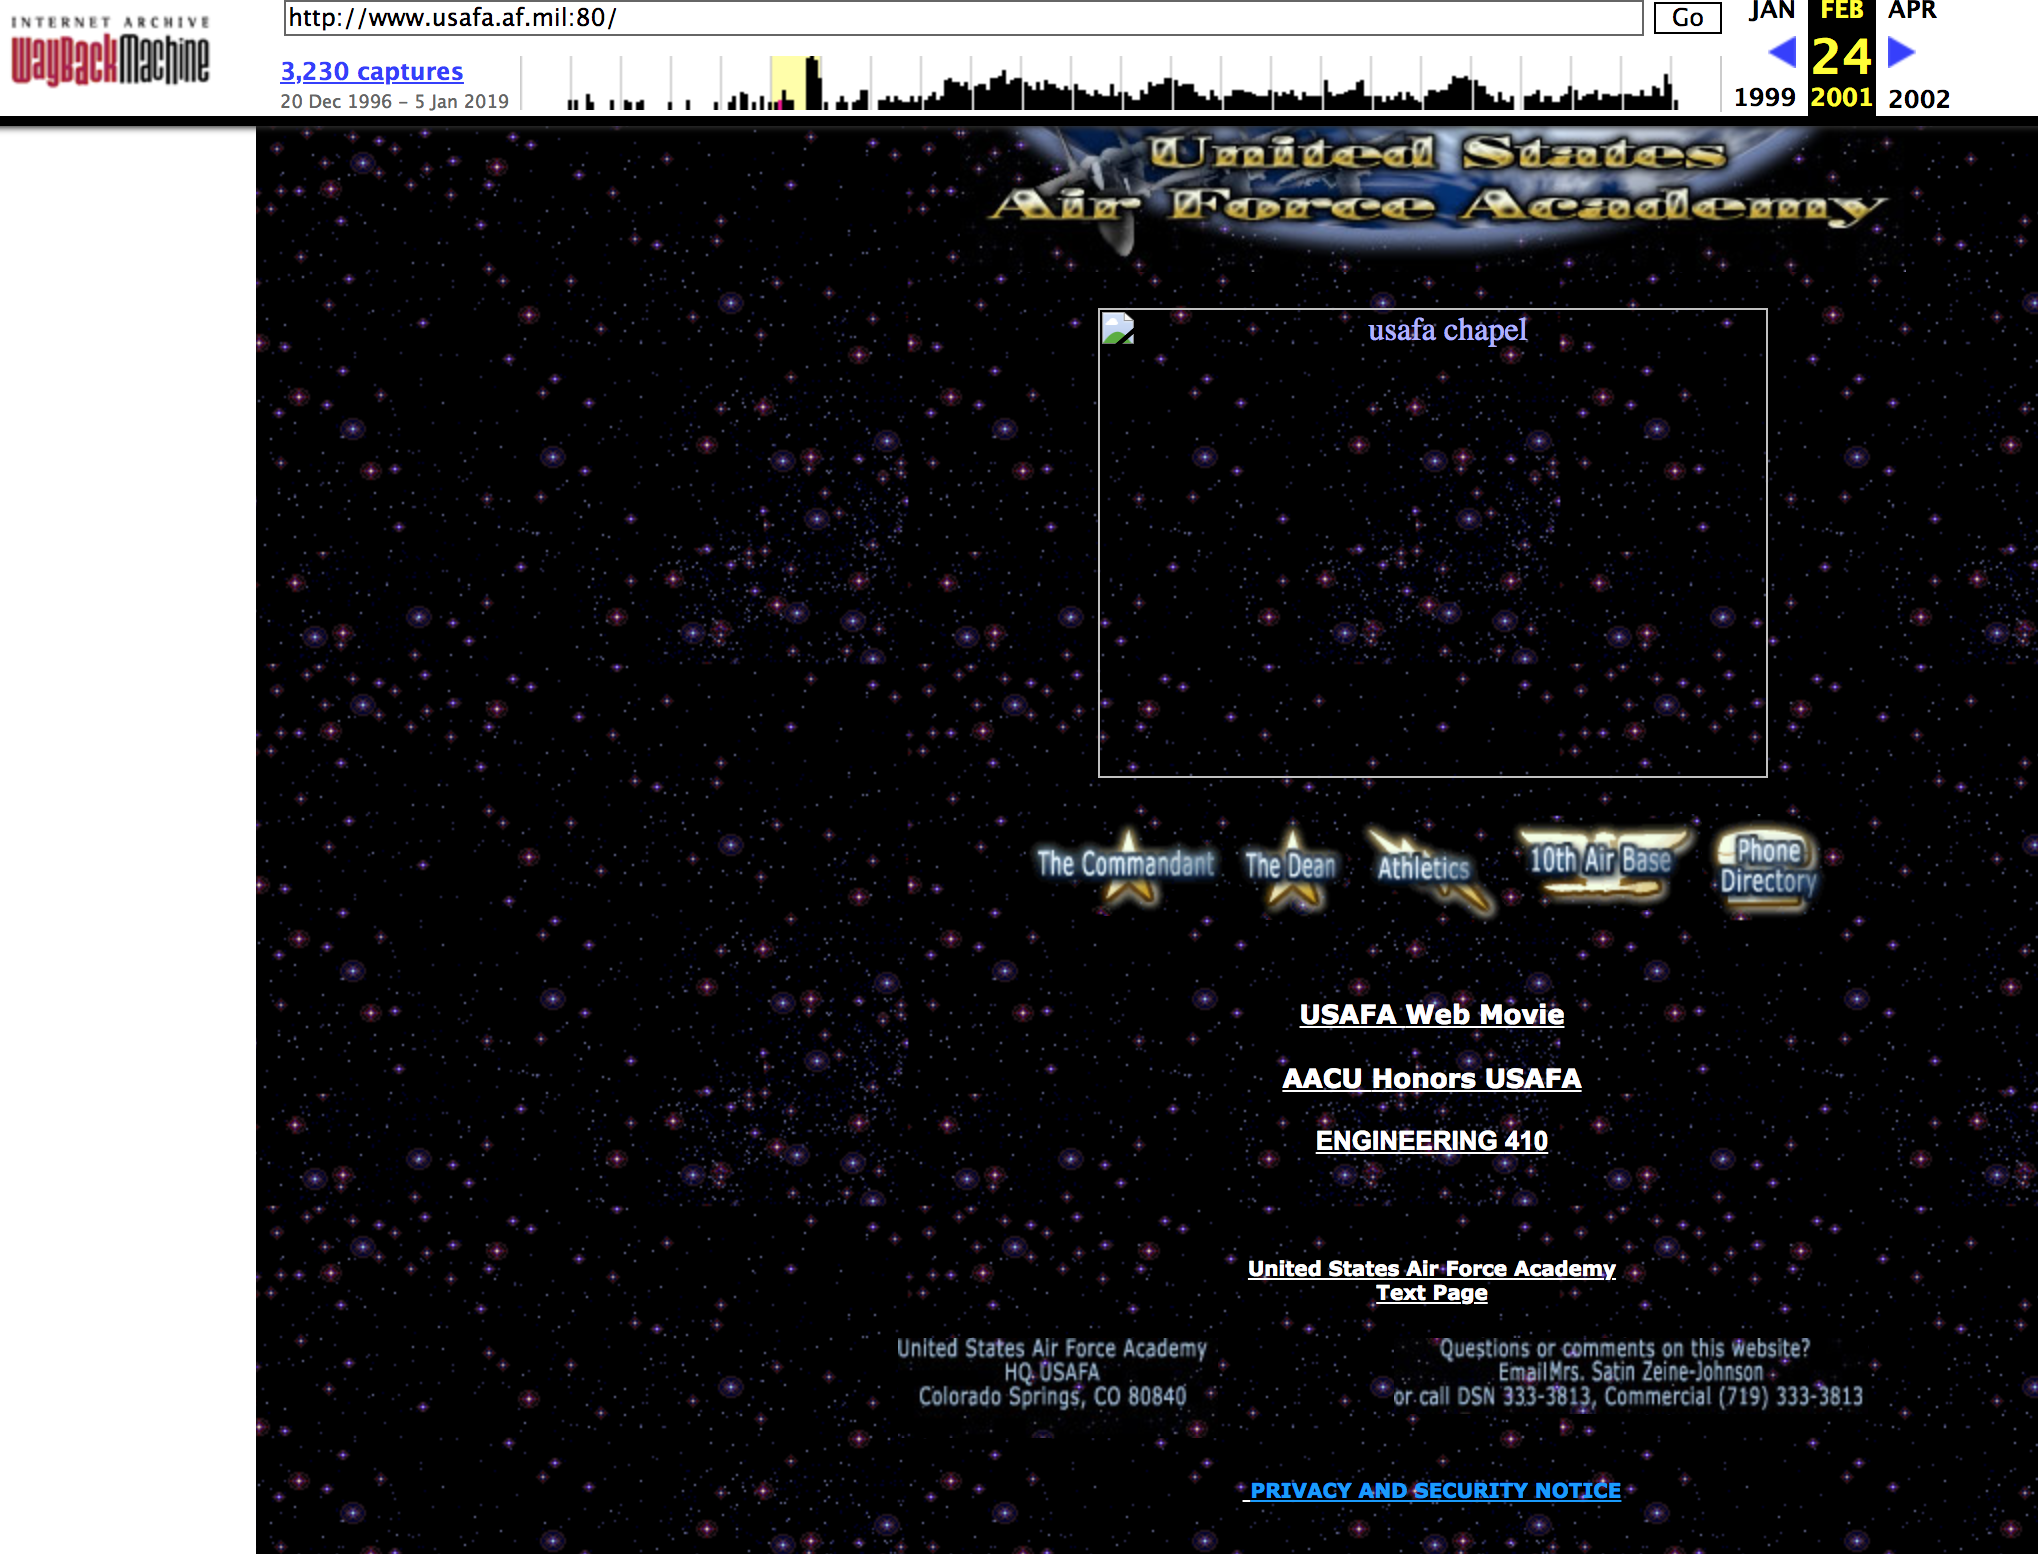 INTERNET ARCHIVE
WayBackMachine
http://www.usafa.af.mil:80/
Go
JAN FEB APR
3,230 captures
24
20 Dec 1996 – 5 Jan 2019
1999 2001 2002
United States
Air Force Academy
usafa chapel
The Commandant
The Dean
Athletics
10th Air Base
Phone
Directory
USAFA Web Movie
AACU Honors USAFA
ENGINEERING 410
United States Air Force Academy
Text Page
United States Air Force Academy
HQ USAFA
Colorado Springs, CO 80840
Questions or comments on this website?
Email Mrs. Satin Zeine-Johnson
or call DSN 333-3813, Commercial (719) 333-3813
PRIVACY AND SECURITY NOTICE